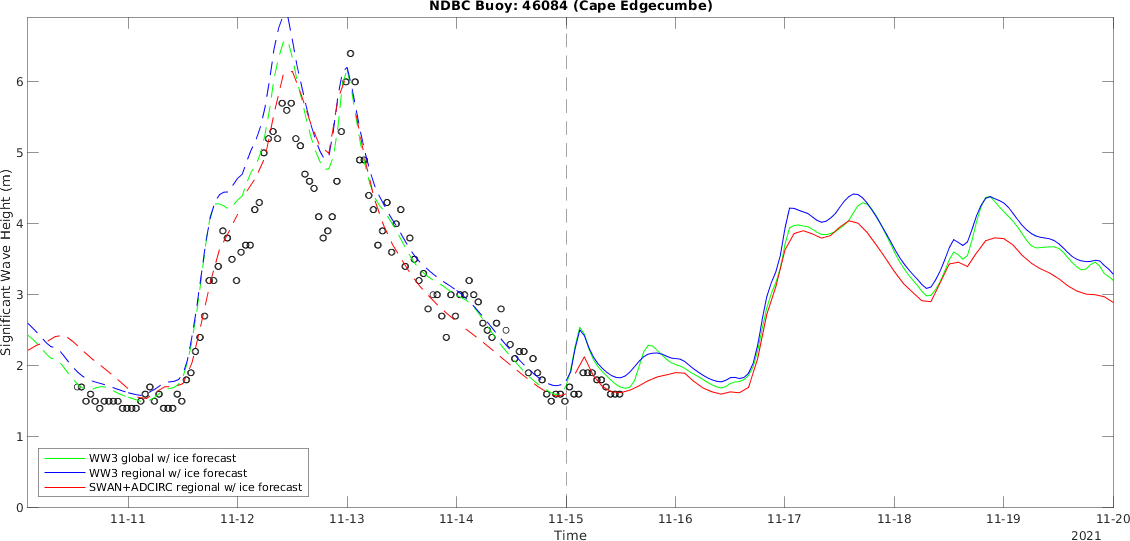 NDBC Buoy: 46084 (Cape Edgecumbe)
Significant Wave Height (m)
6
5
4
3
2
1
0
WW3 global w/ ice forecast
WW3 regional w/ ice forecast
SWAN+ADCIRC regional w/ ice forecast
11-11 11-12 11-13 11-14 11-15 11-16 11-17 11-18 11-19 11-20
Time
2021